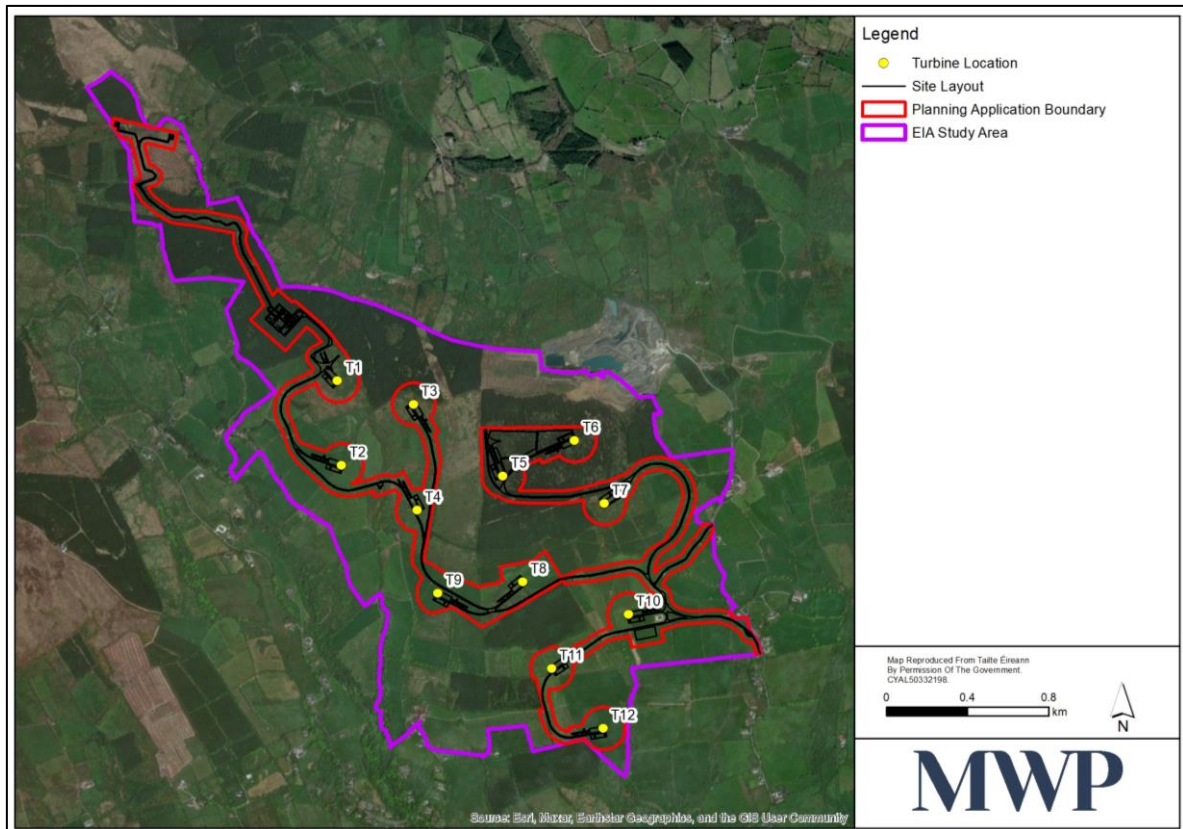 Legend
Turbine Location
Site Layout
Planning Application Boundary
EIA Study Area
T1
T3
T6
T2
T5
T7
T4
T8
T9
T10
T11
T12
Map Reproduced From Tailte Éireann
By Permission Of The Government.
CYAL50332198.
0 0.4 0.8
km
N
MWP
Source: Esri, Maxar, Earthstar Geographics, and the GIS User Community